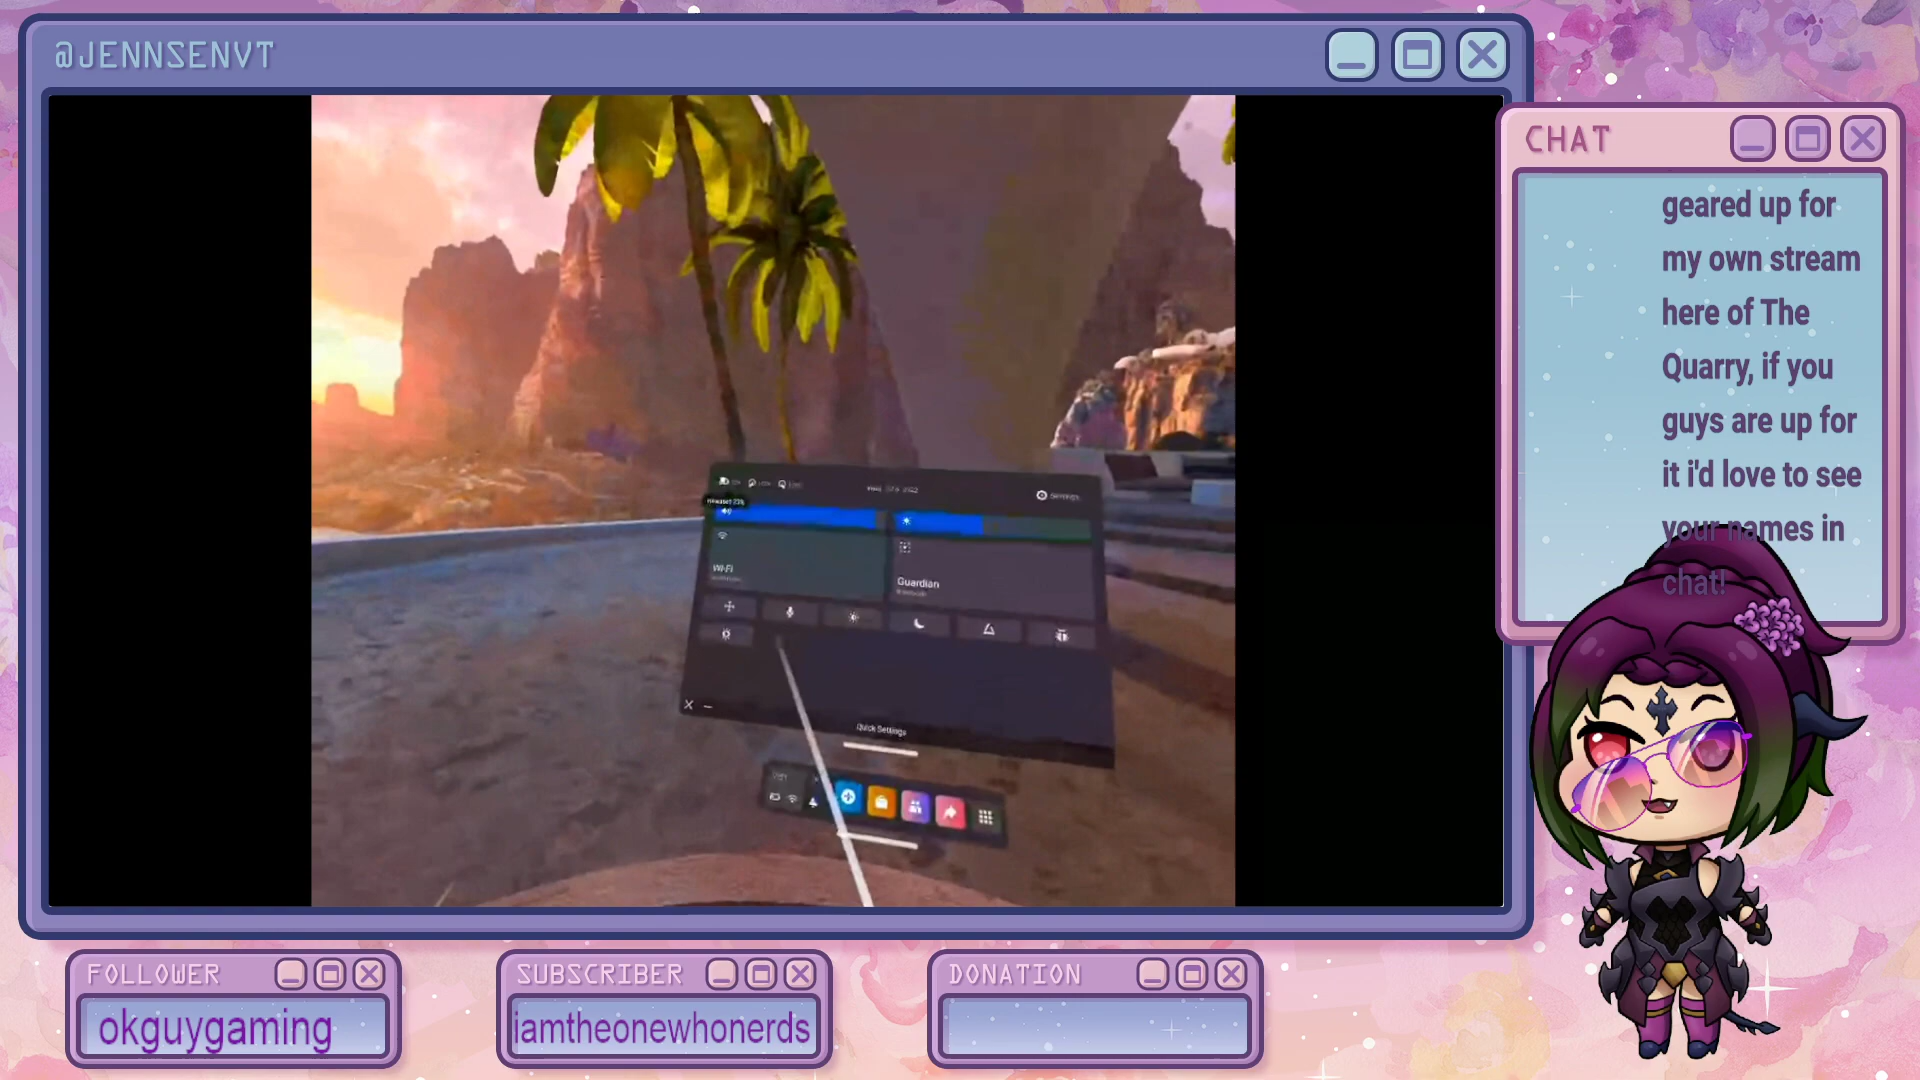 @JENNSENVT
CHAT
geared up for
my own stream
here of The
Quarry, if you
guys are up for
it i'd love to see
your names in
chat!
Settings
Wi-Fi
Guardian
Quick Settings
FOLLOWER
okguygaming
SUBSCRIBER
iamtheonewhonerds
DONATION